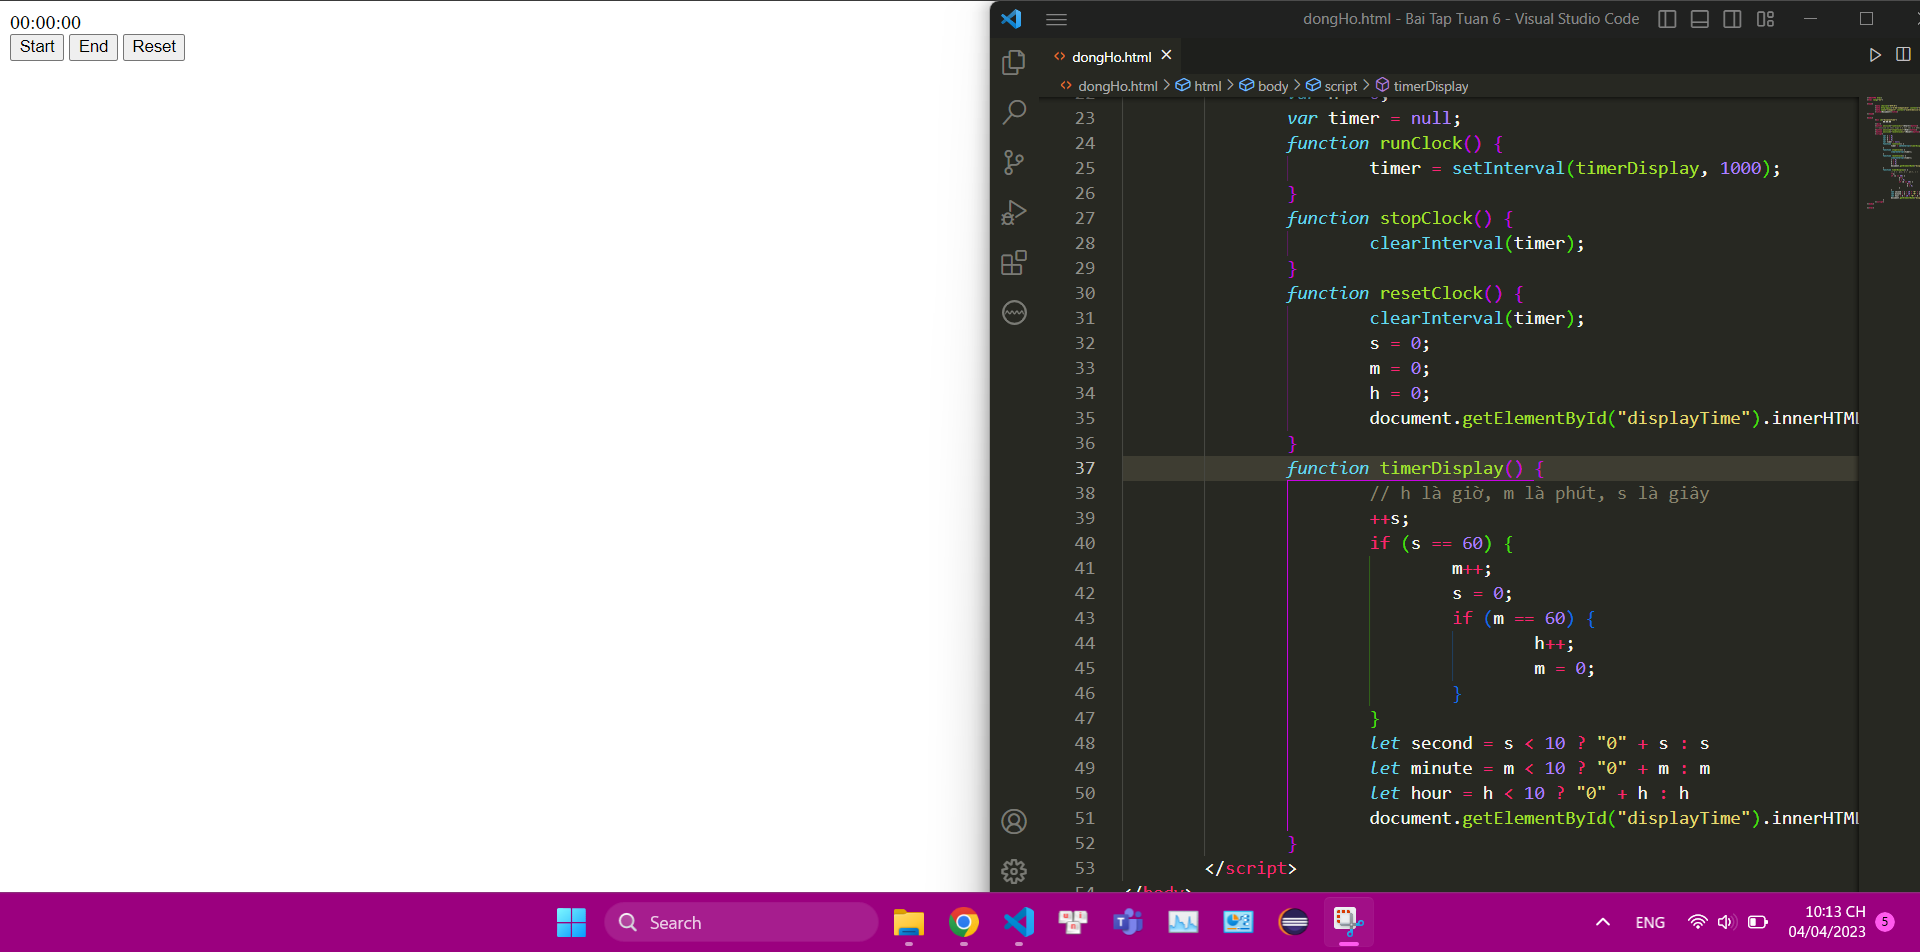 00:00:00
Start End Reset
dongHo.html - Bai Tap Tuan 6 - Visual Studio Code
dongHo.html
dongHo.html > html > body > script > timerDisplay
23 var timer = null;
24 function runClock() {
25 timer = setInterval(timerDisplay, 1000);
26 }
27 function stopClock() {
28 clearInterval(timer);
29 }
30 function resetClock() {
31 clearInterval(timer);
32 s = 0;
33 m = 0;
34 h = 0;
35 document.getElementById("displayTime").innerHTML
36 }
37 function timerDisplay() {
38 // h là giờ, m là phút, s là giây
39 ++s;
40 if (s == 60) {
41 m++;
42 s = 0;
43 if (m == 60) {
44 h++;
45 m = 0;
46 }
47 }
48 let second = s < 10 ? "0" + s : s
49 let minute = m < 10 ? "0" + m : m
50 let hour = h < 10 ? "0" + h : h
51 document.getElementById("displayTime").innerHTML
52 }
53 </script>
54 </body>
Search
ENG
10:13 CH
04/04/2023
5